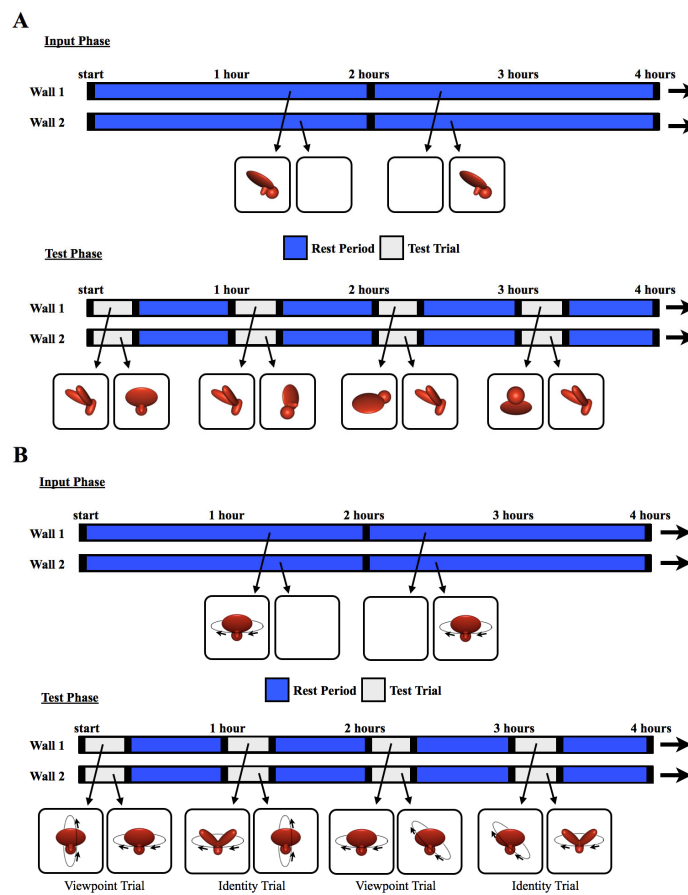 A
Input Phase
start 1 hour 2 hours 3 hours 4 hours
Wall 1
Wall 2
Rest Period Test Trial
Test Phase
start 1 hour 2 hours 3 hours 4 hours
Wall 1
Wall 2
B
Input Phase
start 1 hour 2 hours 3 hours 4 hours
Wall 1
Wall 2
Rest Period Test Trial
Test Phase
start 1 hour 2 hours 3 hours 4 hours
Wall 1
Wall 2
Viewpoint Trial Identity Trial Viewpoint Trial Identity Trial